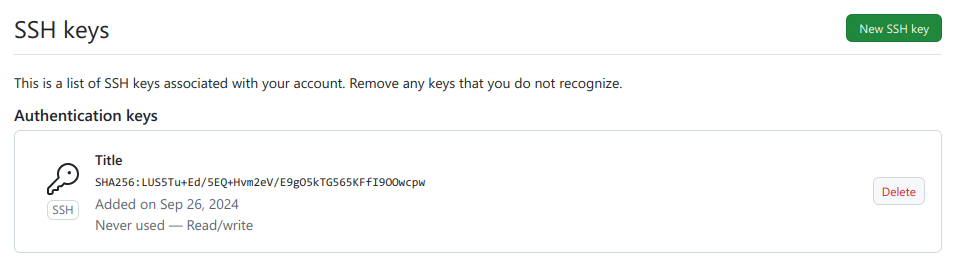 SSH keys
New SSH key
This is a list of SSH keys associated with your account. Remove any keys that you do not recognize.
Authentication keys
Title
SHA256:LUS5Tu+Ed/5EQ+Hvm2eV/E9gO5kTG565KFfI9OOwcpw
Added on Sep 26, 2024
Never used — Read/write
SSH
Delete